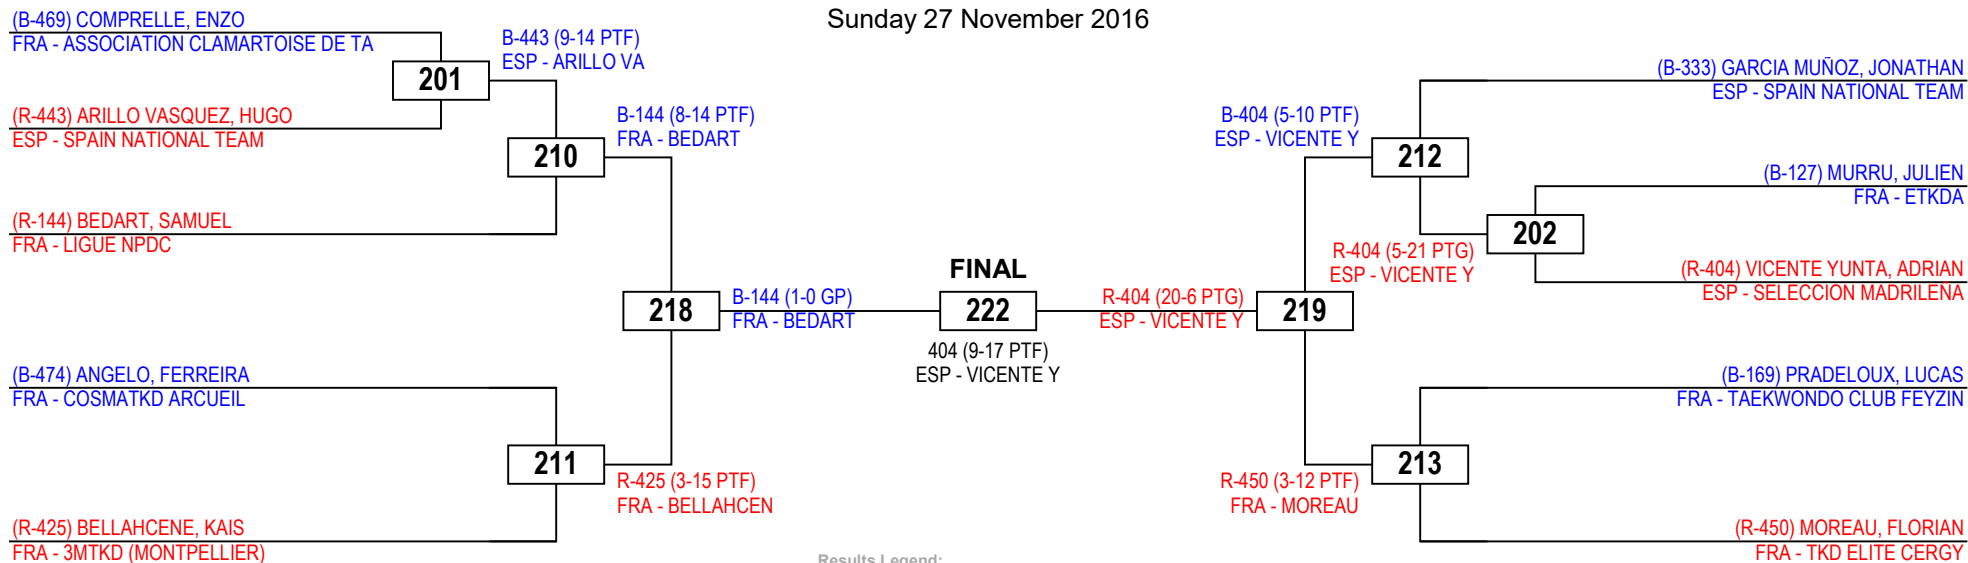 Sunday 27 November 2016
(B-469) COMPRELLE, ENZO
FRA - ASSOCIATION CLAMARTOISE DE TA
201
B-443 (9-14 PTF)
ESP - ARILLO VA
(R-443) ARILLO VASQUEZ, HUGO
ESP - SPAIN NATIONAL TEAM
210
B-144 (8-14 PTF)
FRA - BEDART
(R-144) BEDART, SAMUEL
FRA - LIGUE NPDC
218
B-144 (1-0 GP)
FRA - BEDART
(B-474) ANGELO, FERREIRA
FRA - COSMATKD ARCUEIL
211
R-425 (3-15 PTF)
FRA - BELLAHCEN
(R-425) BELLAHCENE, KAIS
FRA - 3MTKD (MONTPELLIER)
FINAL
222
404 (9-17 PTF)
ESP - VICENTE Y
(B-333) GARCIA MUÑOZ, JONATHAN
ESP - SPAIN NATIONAL TEAM
B-404 (5-10 PTF)
ESP - VICENTE Y
212
(B-127) MURRU, JULIEN
FRA - ETKDA
202
R-404 (5-21 PTG)
ESP - VICENTE Y
(R-404) VICENTE YUNTA, ADRIAN
ESP - SELECCION MADRILEÑA
R-404 (20-6 PTG)
ESP - VICENTE Y
219
(B-169) PRADELOUX, LUCAS
FRA - TAEKWONDO CLUB FEYZIN
213
R-450 (3-12 PTF)
FRA - MOREAU
(R-450) MOREAU, FLORIAN
FRA - TKD ELITE CERGY
Results Legend: